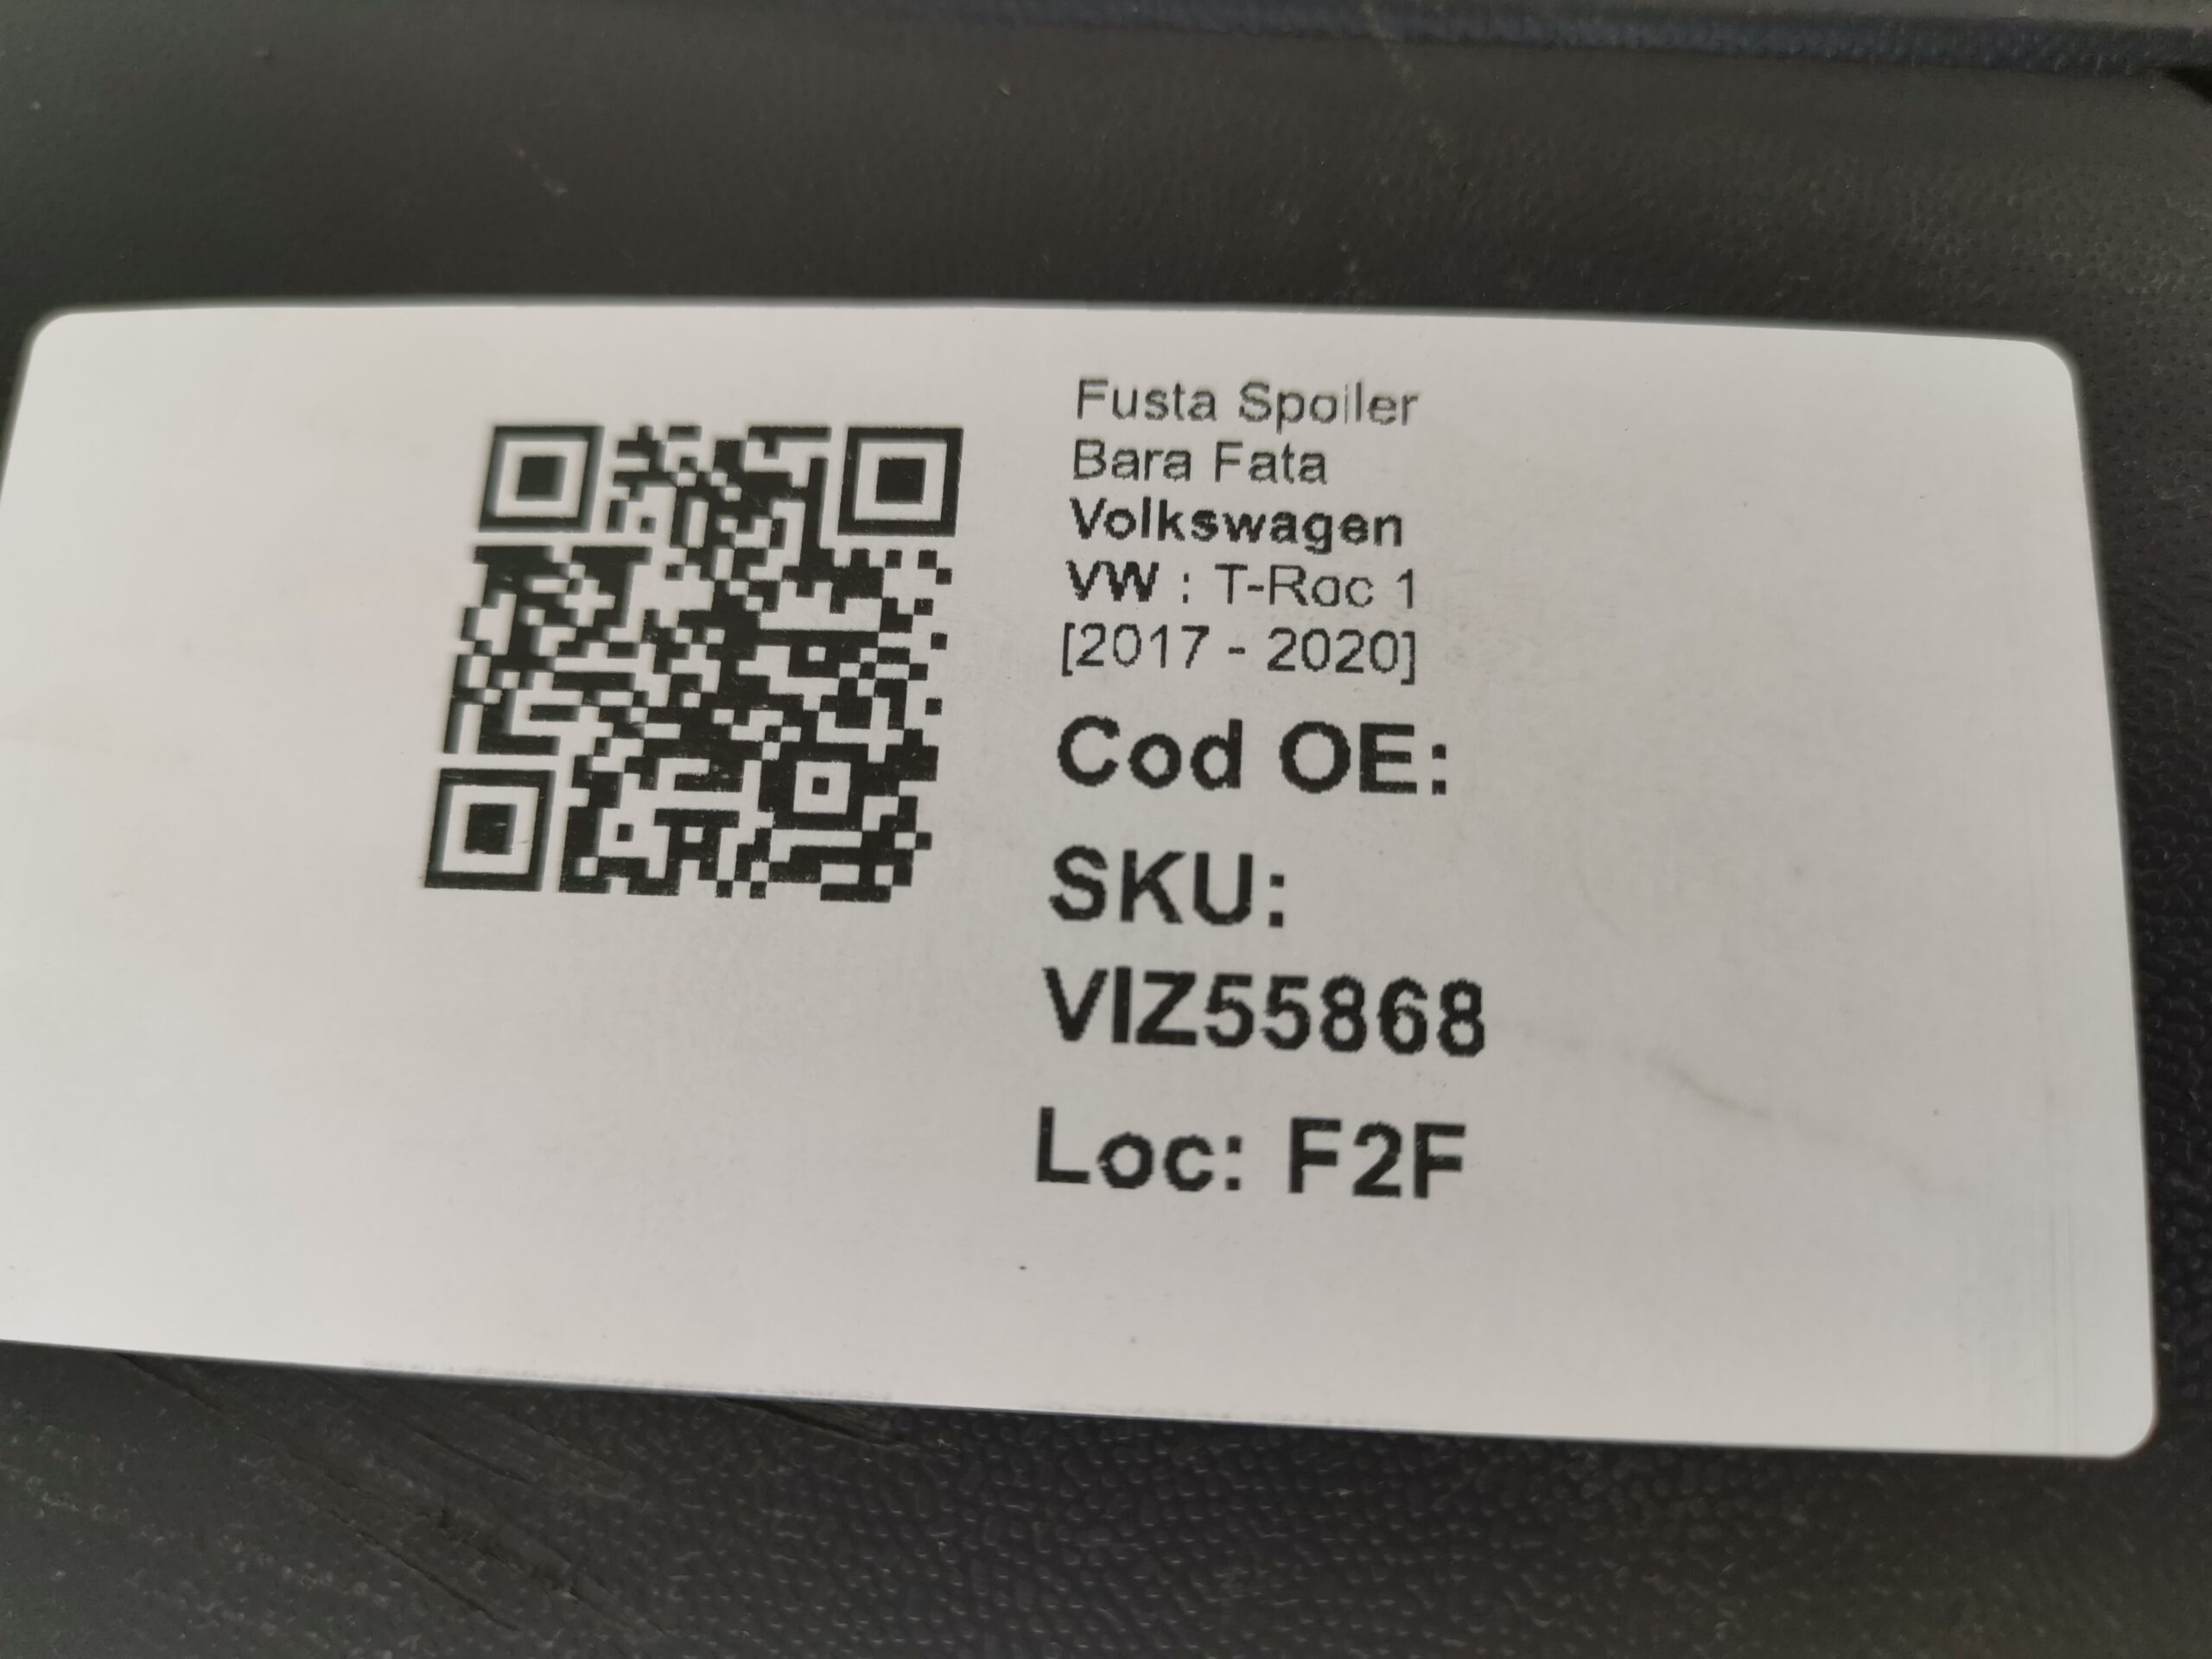 Fusta Spoiler
Bara Fata
Volkswagen
VW : T-Roc 1
[2017 - 2020]
Cod OE:
SKU:
VIZ55868
Loc: F2F